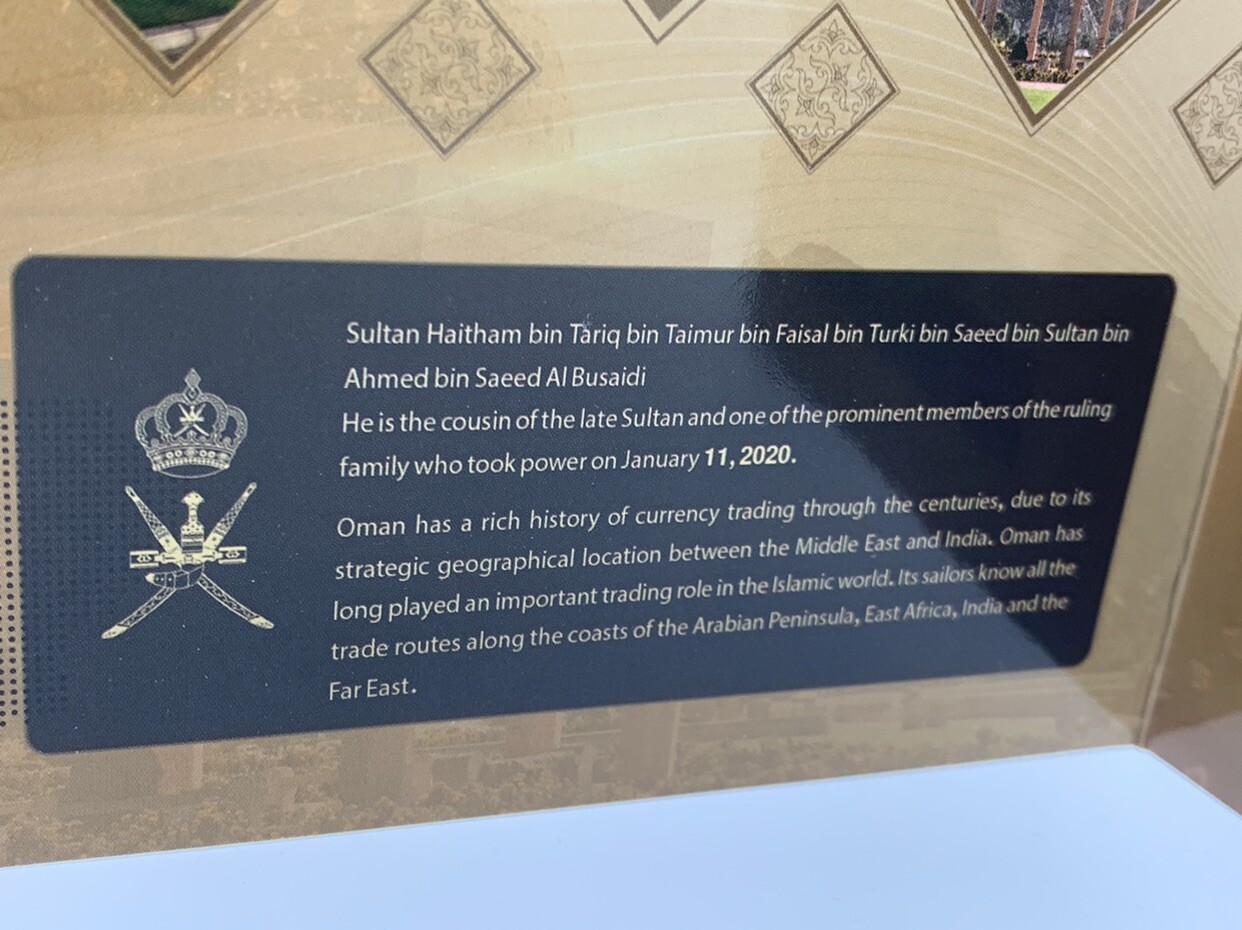 Sultan Haitham bin Tariq bin Taimur bin Faisal bin Turki bin Saeed bin Sultan bin
Ahmed bin Saeed Al Busaidi
He is the cousin of the late Sultan and one of the prominent members of the ruling
family who took power on January 11, 2020.
Oman has a rich history of currency trading through the centuries, due to its
strategic geographical location between the Middle East and India. Oman has
long played an important trading role in the Islamic world. Its sailors know all the
trade routes along the coasts of the Arabian Peninsula, East Africa, India and the
Far East.